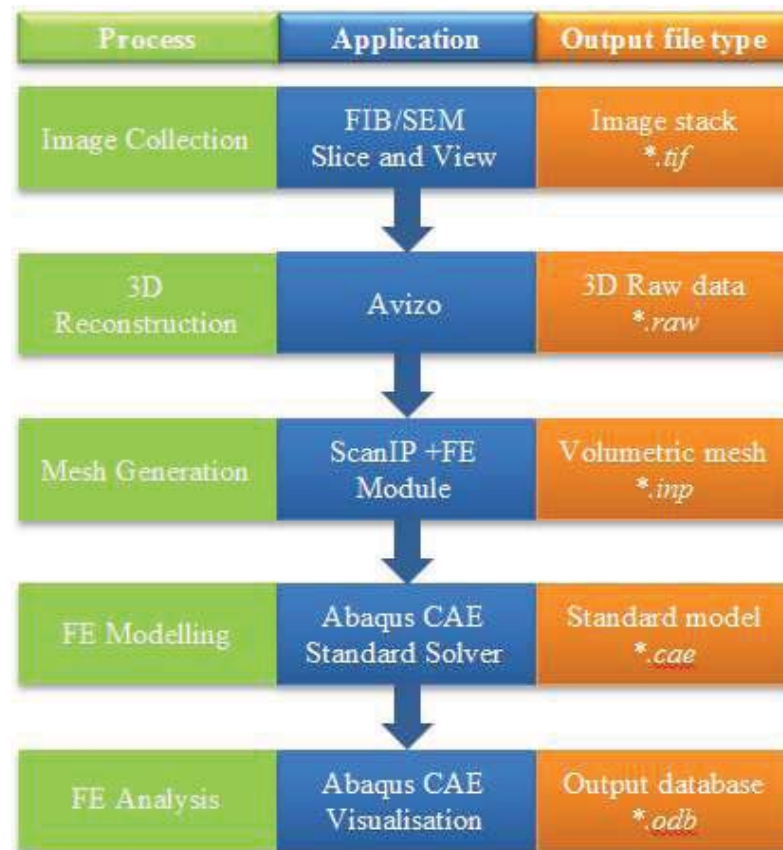 Process Application Output file type
Image Collection
FIB/SEM
Slice and View
Image stack
*.tif
3D
Reconstruction
Avizo
3D Raw data
*.raw
Mesh Generation
ScanIP +FE
Module
Volumetric mesh
*.inp
FE Modelling
Abaqus CAE
Standard Solver
Standard model
*.cae
FE Analysis
Abaqus CAE
Visualisation
Output database
*.odb